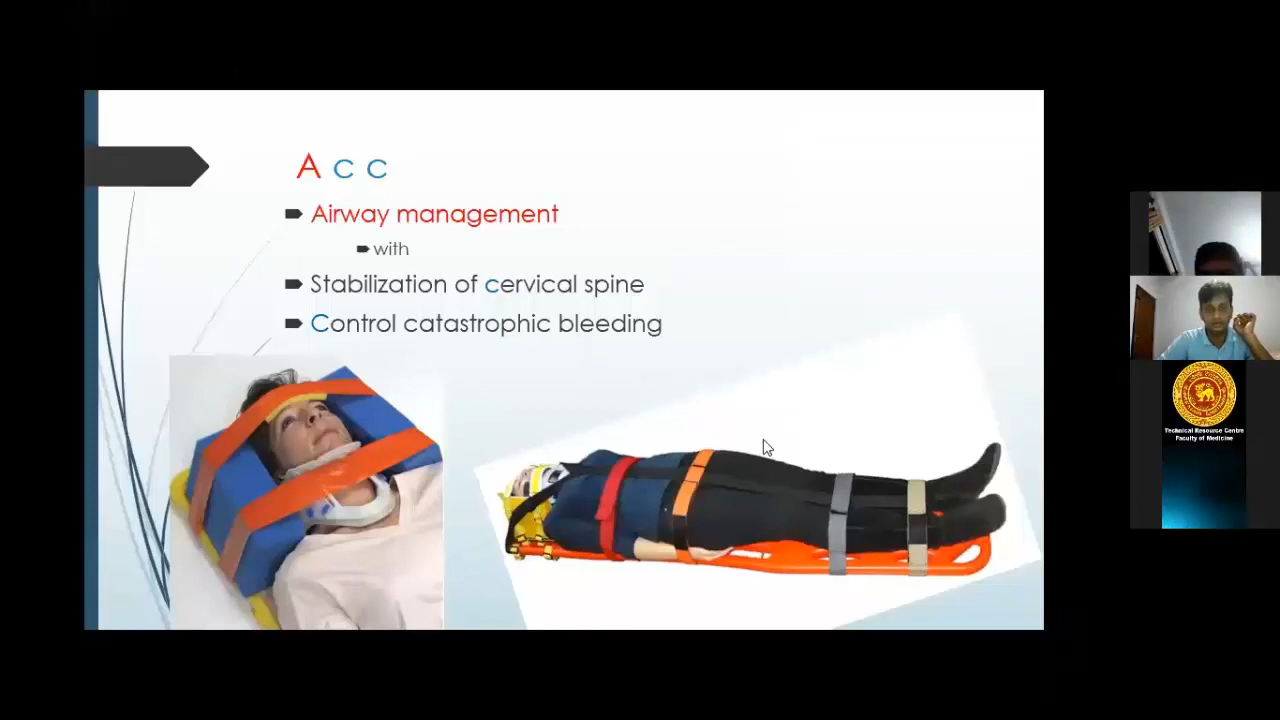 A c c
Airway management
with
Stabilization of cervical spine
Control catastrophic bleeding
Technical Resource Centre
Faculty of Medicine